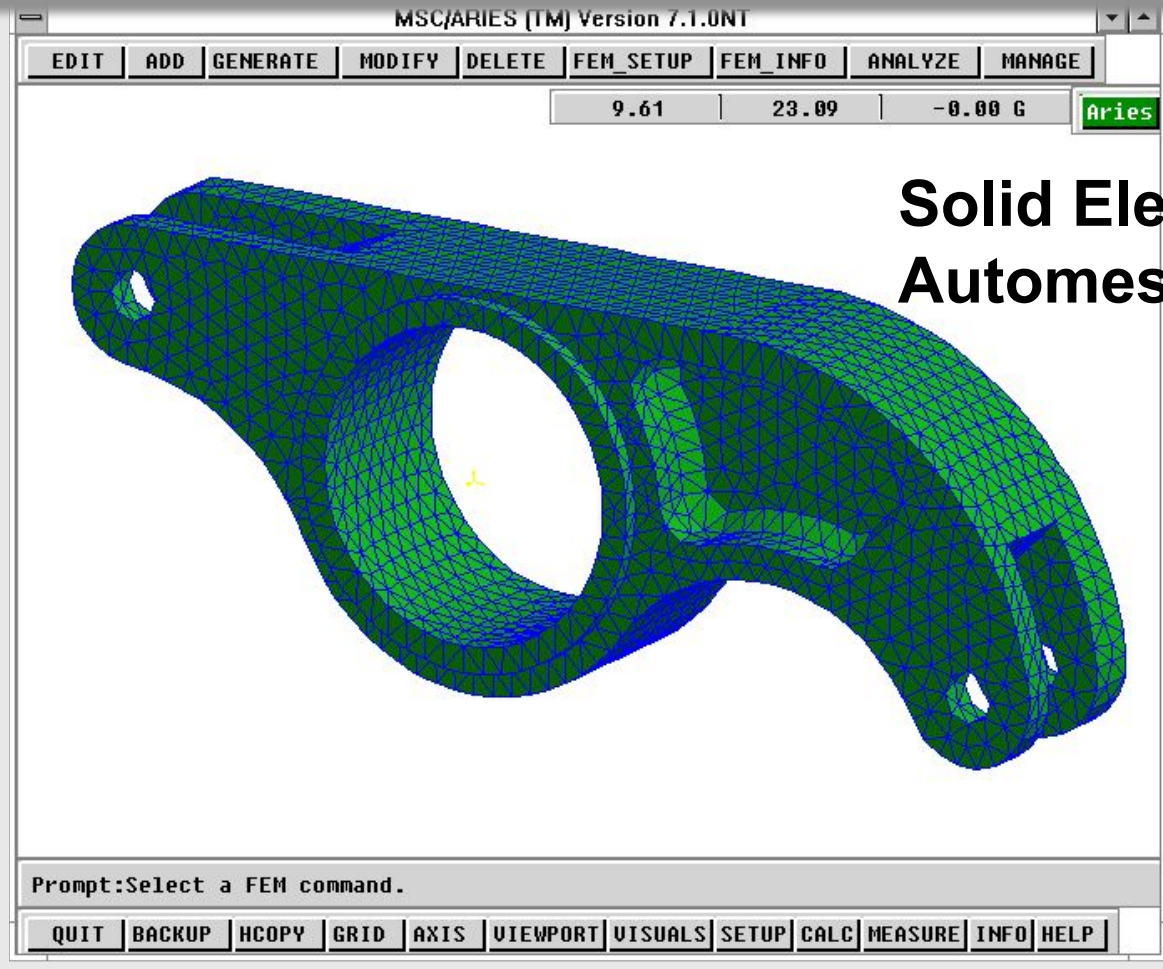 MSC/ARIES (TM) Version 7.1.0NT
EDIT ADD GENERATE MODIFY DELETE FEM_SETUP FEM_INFO ANALYZE MANAGE
9.61 23.09 -0.00 G Aries
Solid Ele
Automes
Prompt:Select a FEM command.
QUIT BACKUP HCOPY GRID AXIS VIEWPORT VISUALS SETUP CALC MEASURE INFO HELP